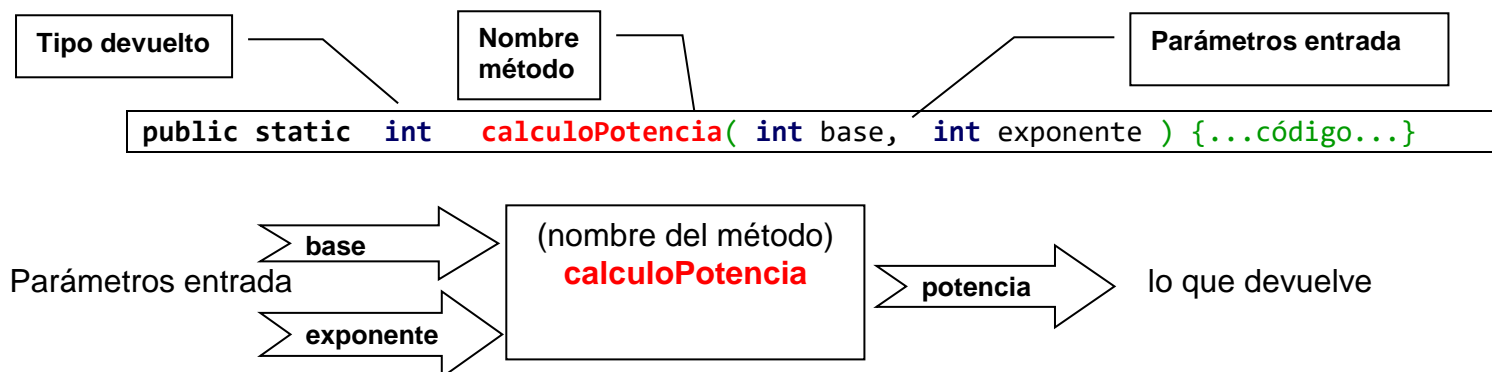 Tipo devuelto
Nombre
método
Parámetros entrada
public static int calculoPotencia( int base, int exponente ) {...código...}
(nombre del método)
calculoPotencia
base
Parámetros entrada
exponente
potencia
lo que devuelve